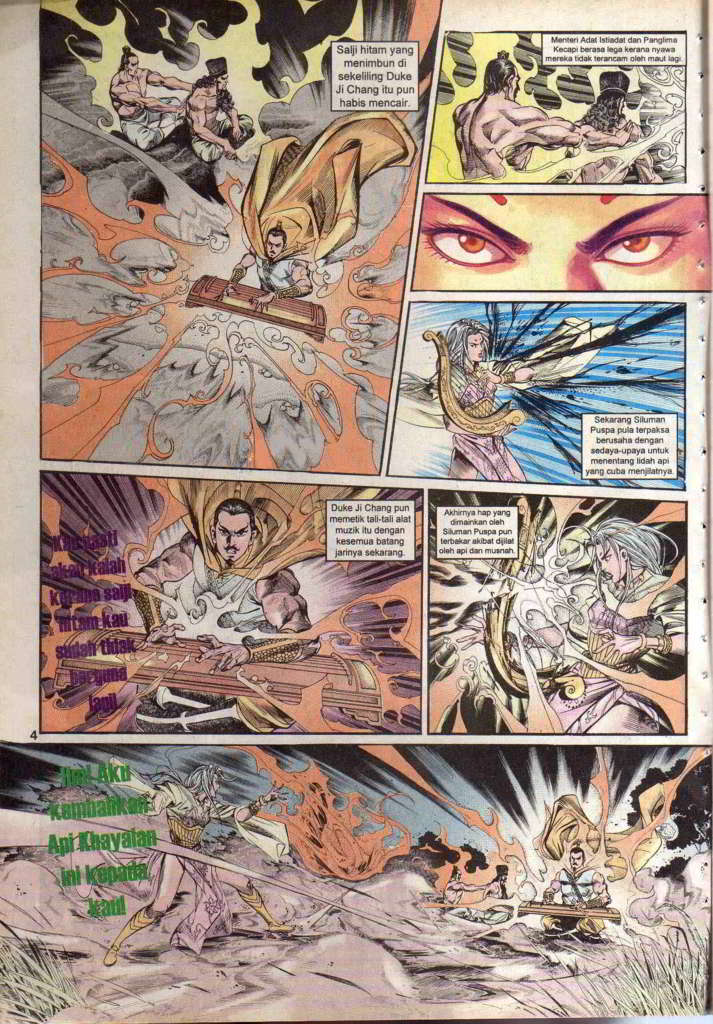 Salji hitam yang
menimbun di
sekeliling Duke
Ji Chang itu pun
habis mencair.
Menteri Adat Istiadat dan Panglima
Kecapi berasa lega kerana nyawa
mereka tidak terancam oleh maut lagi.
Sekarang Siluman
Puspa pula terpaksa
berusaha dengan
sedaya-upaya untuk
menentang lidah api
yang cuba menjilatnya.
Kau pasti
akan kalah
kerana salji
hitam kau
sudah tidak
berguna
lagi!
Duke Ji Chang pun
memetik tali-tali alat
muzik itu dengan
kesemua batang
jarinya sekarang.
Akhirnya hap yang
dimainkan oleh
Siluman Puspa pun
terbakar akibat dijilat
oleh api dan musnah.
4
Aku
kembalikan
Api Khayalan
ini kepada
kau!